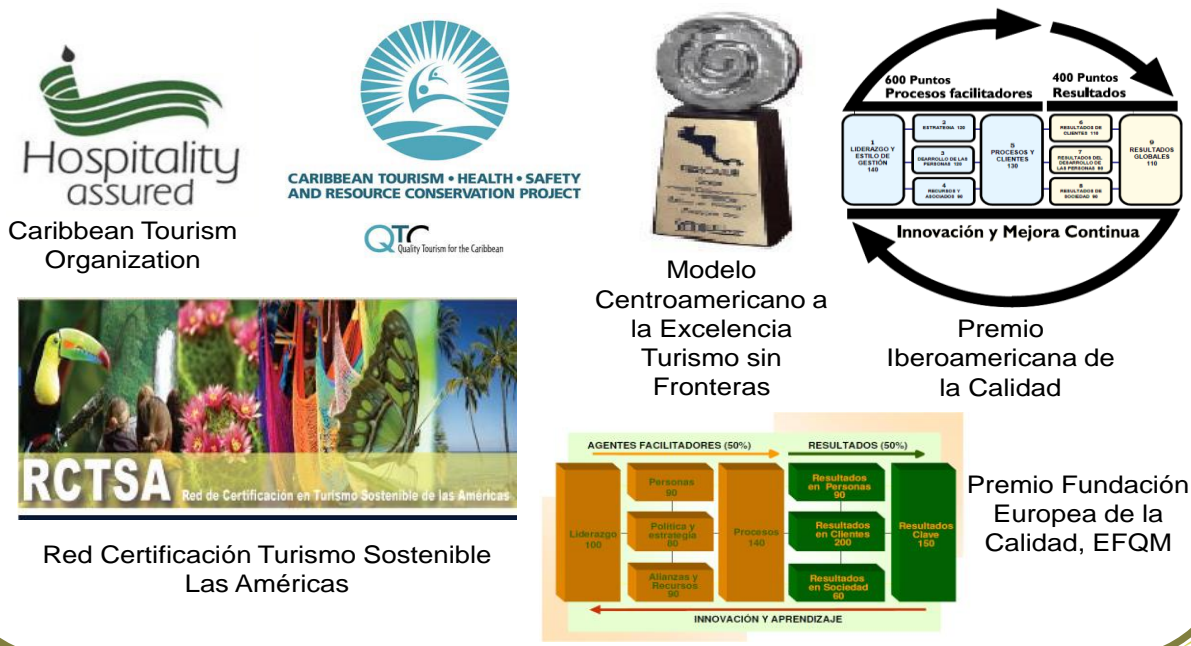 Hospitality
assured
Caribbean Tourism
Organization
CARIBBEAN TOURISM • HEALTH • SAFETY
AND RESOURCE CONSERVATION PROJECT
QTC
Quality Tourism for the Caribbean
Modelo
Centroamericano a
la Excelencia
Turismo sin
Fronteras
600 Puntos
Procesos facilitadores
400 Puntos
Resultados
1
LIDERAZGO Y
ESTILO DE
GESTIÓN
140
2
ESTRATEGIA 120
3
DEARROLLO DE LAS
PERSONAS 120
4
RECURSOS Y
ASOCIADOS 90
5
PROCESOS Y
CLIENTES
130
6
RESULTADOS DE
CLIENTES 110
7
RESULTADOS DEL
DESARROLLO DE
LAS PERSONAS 90
8
RESULTADOS DE
SOCIEDAD 90
9
RESULTADOS
GLOBALES
110
Innovación y Mejora Continua
Premio
Iberoamericana de
la Calidad
RCTSA Red de Certificación en Turismo Sostenible de las Américas
Red Certificación Turismo Sostenible
Las Américas
AGENTES FACILITADORES (50%)
RESULTADOS (50%)
Liderazgo
100
Personas
90
Política y
estrategia
80
Alianzas y
Recursos
90
Procesos
140
Resultados
en Personas
90
Resultados
en Clientes
200
Resultados
en Sociedad
60
Resultados
Clave
150
INNOVACIÓN Y APRENDIZAJE
Premio Fundación
Europea de la
Calidad, EFQM